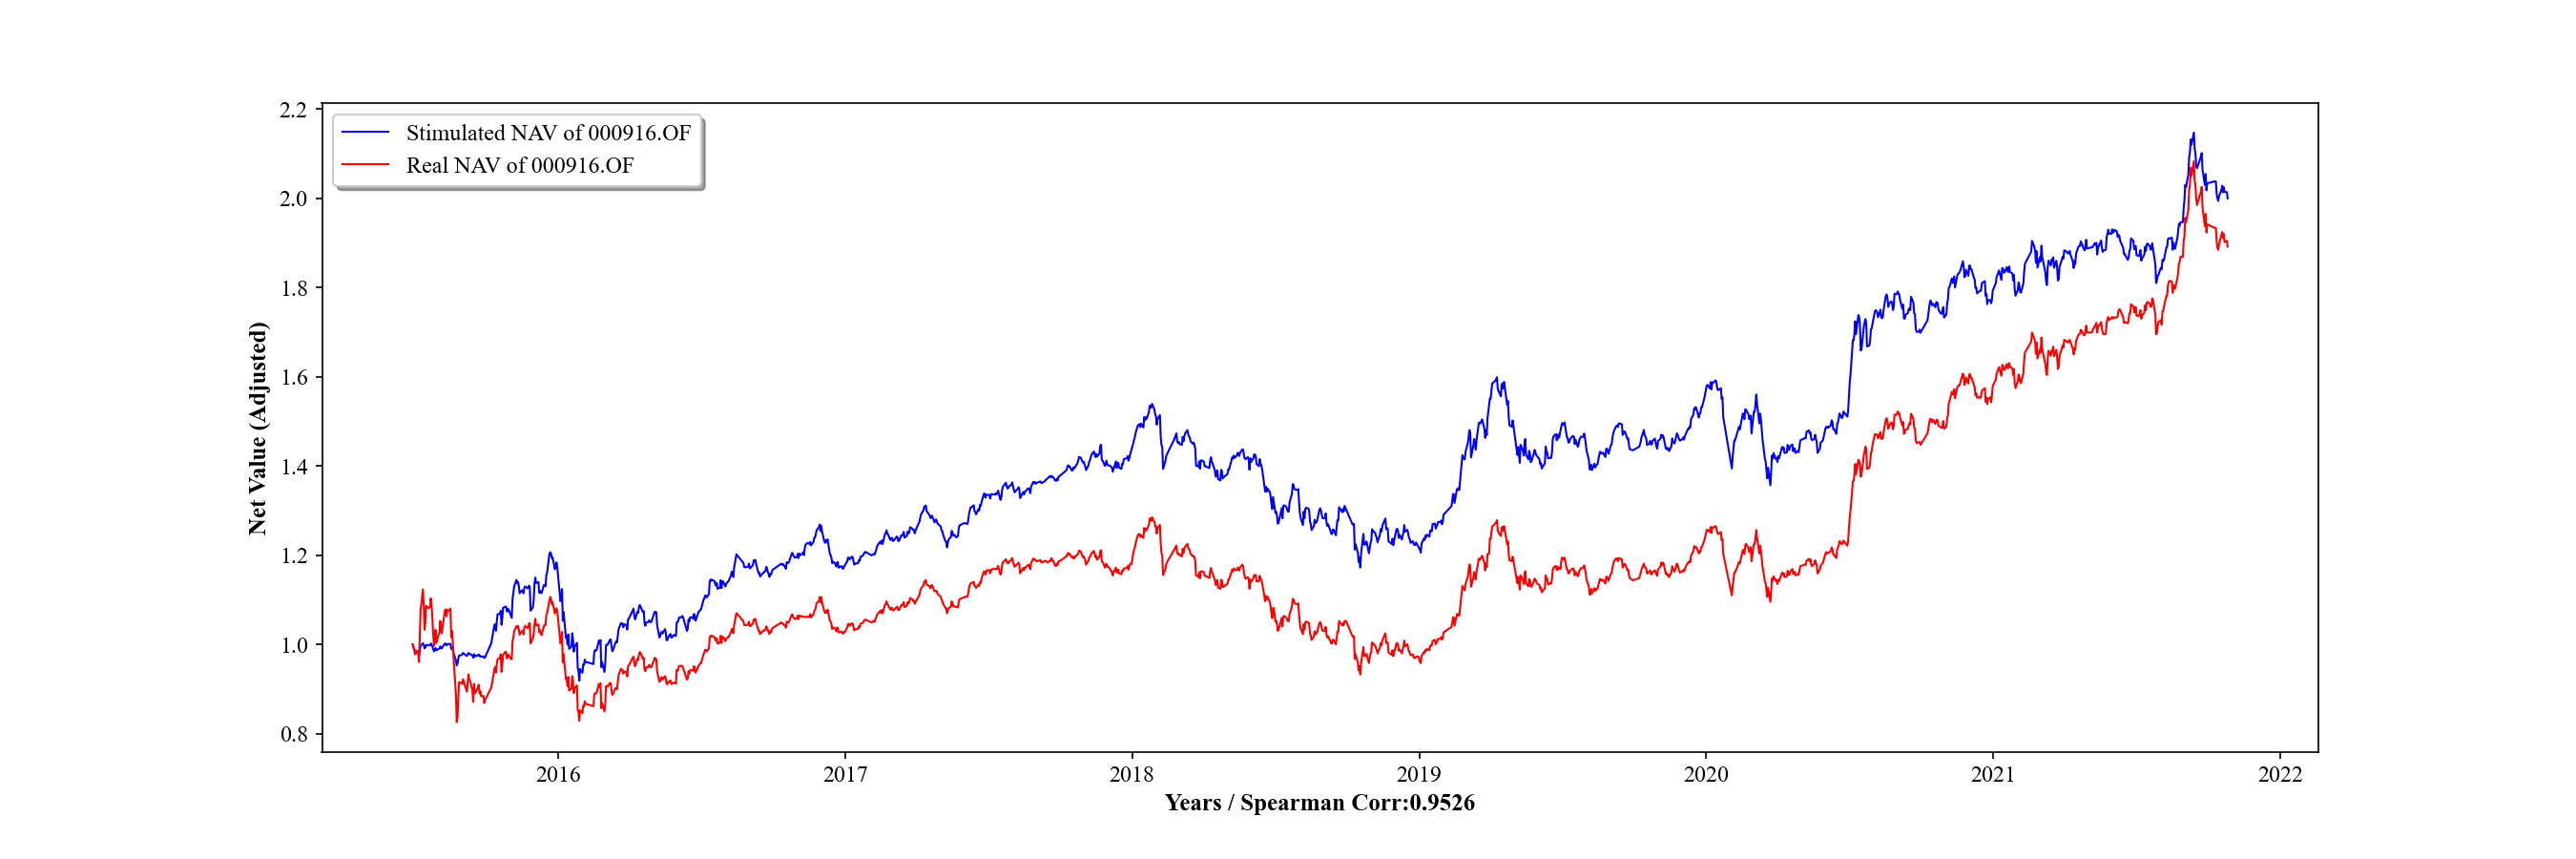 Stimulated NAV of 000916.OF
Real NAV of 000916.OF
Net Value (Adjusted)
2.2
2.0
1.8
1.6
1.4
1.2
1.0
0.8
2016 2017 2018 2019 2020 2021 2022
Years / Spearman Corr:0.9526